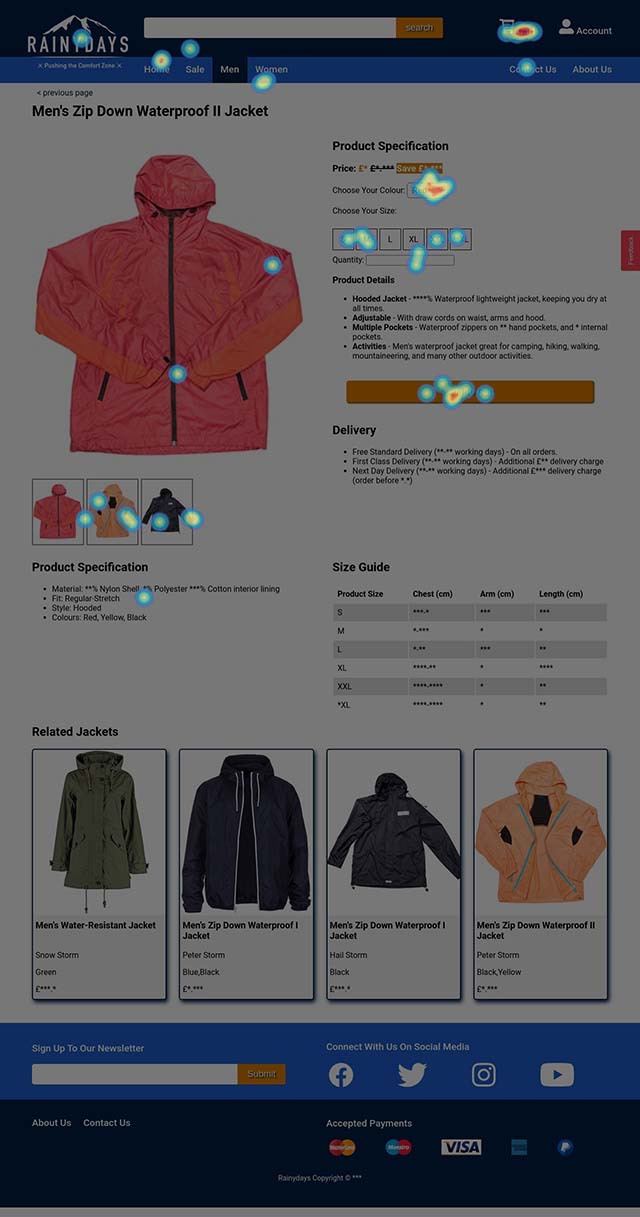 RAINYDAYS
× Pushing the Comfort Zone ×
search
Account
Home
Sale
Men
Women
Contact Us
About Us
< previous page
Men's Zip Down Waterproof II Jacket
Product Specification
Price: £* £*,*** Save £*,***
Choose Your Colour:
Choose Your Size:
L
XL
Quantity:
Product Details
Hooded Jacket - ****% Waterproof lightweight jacket, keeping you dry at
all times.
Adjustable - With draw cords on waist, arms and hood.
Multiple Pockets - Waterproof zippers on ** hand pockets, and * internal
pockets.
Activities - Men's waterproof jacket great for camping, hiking, walking,
mountaineering, and many other outdoor activities.
Feedback
Delivery
Free Standard Delivery (**-** working days) - On all orders.
First Class Delivery (**-** working days) - Additional £** delivery charge
Next Day Delivery (**-** working days) - Additional £*** delivery charge
(order before *.*)
Product Specification
Material: **% Nylon Shell, *% Polyester ***% Cotton interior lining
Fit: Regular-Stretch
Style: Hooded
Colours: Red, Yellow, Black
Size Guide
Product Size Chest (cm) Arm (cm) Length (cm)
S ***-* *** ***
M *-*** * *
L *-** *** **
XL ****-** * ****
XXL ****-**** * **
*XL ****-**** * **
Related Jackets
Men's Water-Resistant Jacket
Snow Storm
Green
£***.*
Men's Zip Down Waterproof I
Jacket
Peter Storm
Blue,Black
£*.***
Men's Zip Down Waterproof I
Jacket
Hail Storm
Black
£***.*
Men's Zip Down Waterproof II
Jacket
Peter Storm
Black,Yellow
£*.***
Sign Up To Our Newsletter
Submit
Connect With Us On Social Media
About Us
Contact Us
Accepted Payments
MasterCard
Maestro
VISA
Rainydays Copyright © ***